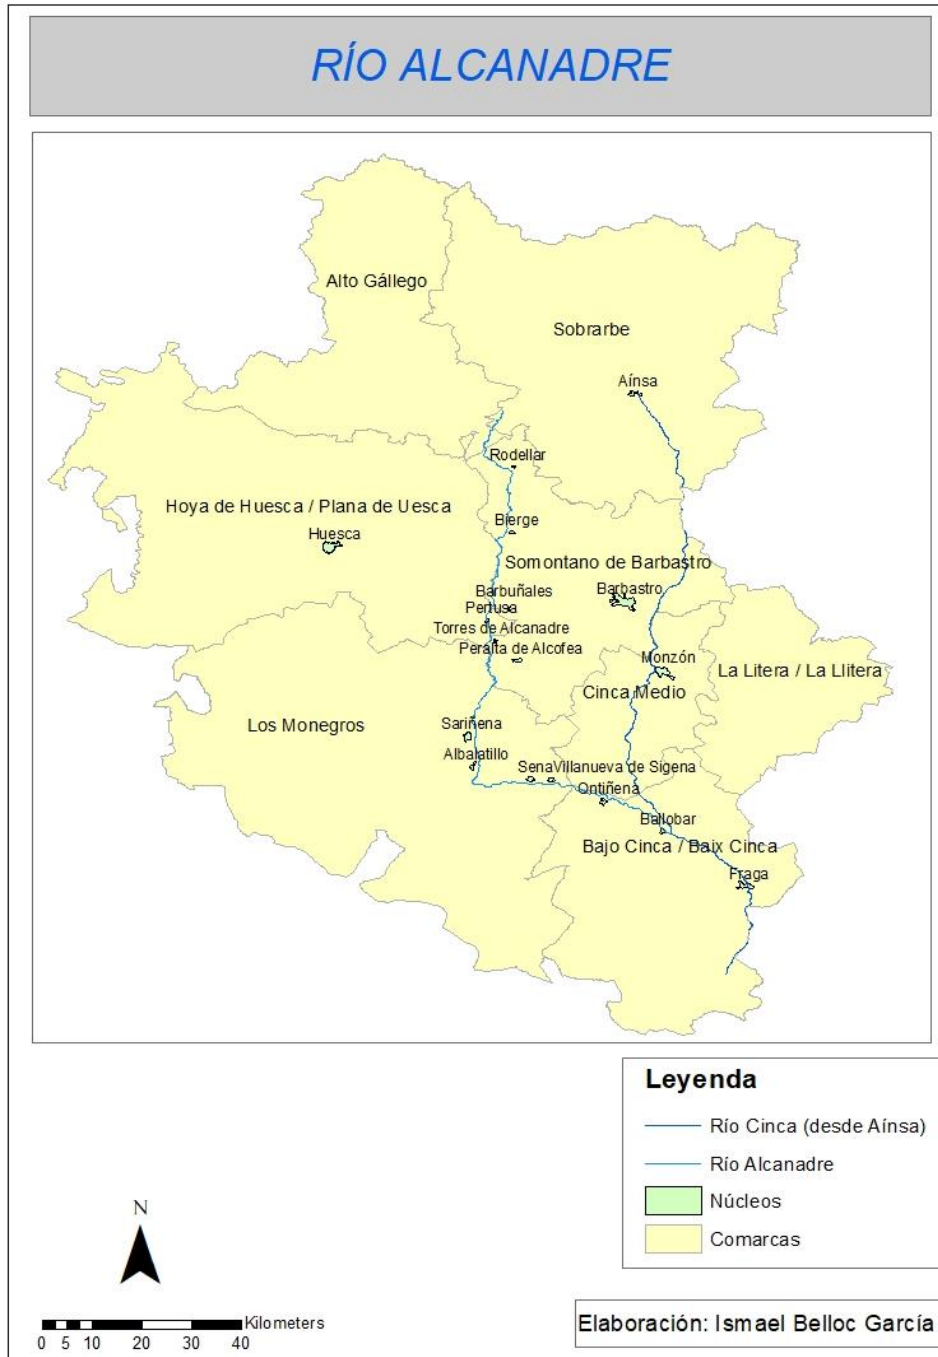 RÍO ALCANADRE
Alto Gállego
Sobrarbe
Aínsa
Rodellar
Hoya de Huesca / Plana de Uesca
Bierge
Huesca
Somontano de Barbastro
Barbuñales
Barbastro
Pertusa
Torres de Alcanadre
Peralta de Alcofea
Monzón
La Litera / La Llitera
Cinca Medio
Los Monegros
Sariñena
Albalatillo
Sena
Villanueva de Sigena
Ontiñena
Ballobar
Bajo Cinca / Baix Cinca
Fraga
Leyenda
Río Cinca (desde Aínsa)
Río Alcanadre
Núcleos
Comarcas
N
Kilometers
0 5 10 20 30 40
Elaboración: Ismael Belloc García